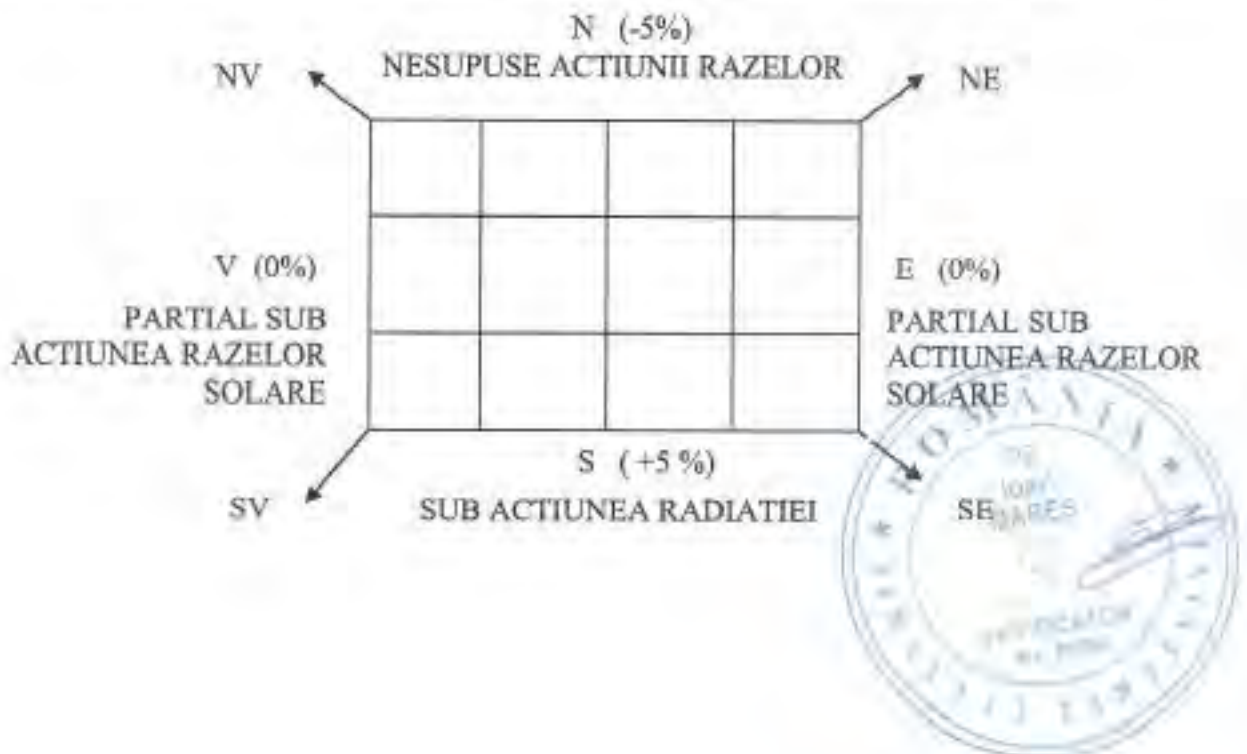 N (-5%)
NESUPUSE ACTIUNII RAZELOR
NV
NE
V (0%)
PARTIAL SUB
ACTIUNEA RAZELOR
SOLARE
E (0%)
PARTIAL SUB
ACTIUNEA RAZELOR
SOLARE
S (+5 %)
SUB ACTIUNEA RADIATIEI
SV
SE
ROMANIA